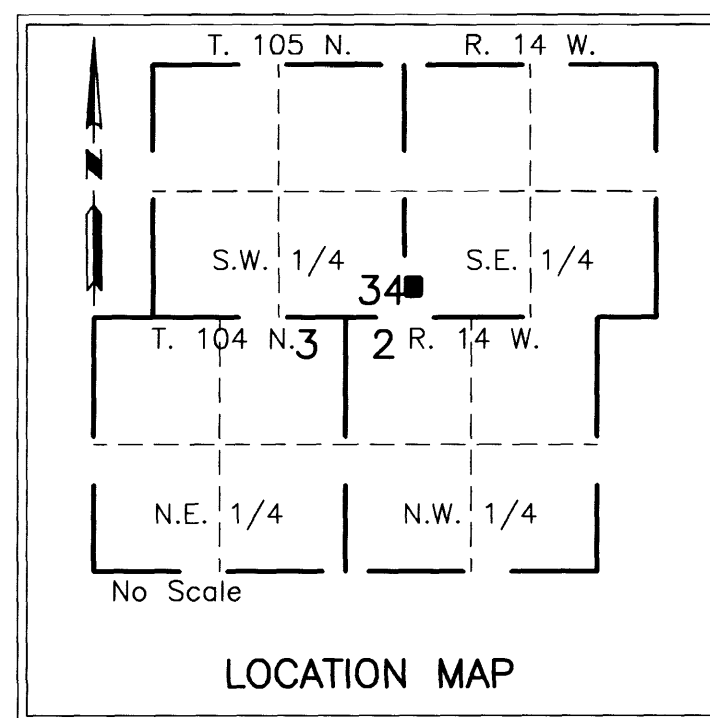 T. 105 N. R. 14 W.
N
S.W. 1/4 S.E. 1/4
34
T. 104 N. 3 2 R. 14 W.
N.E. 1/4 N.W. 1/4
No Scale
LOCATION MAP